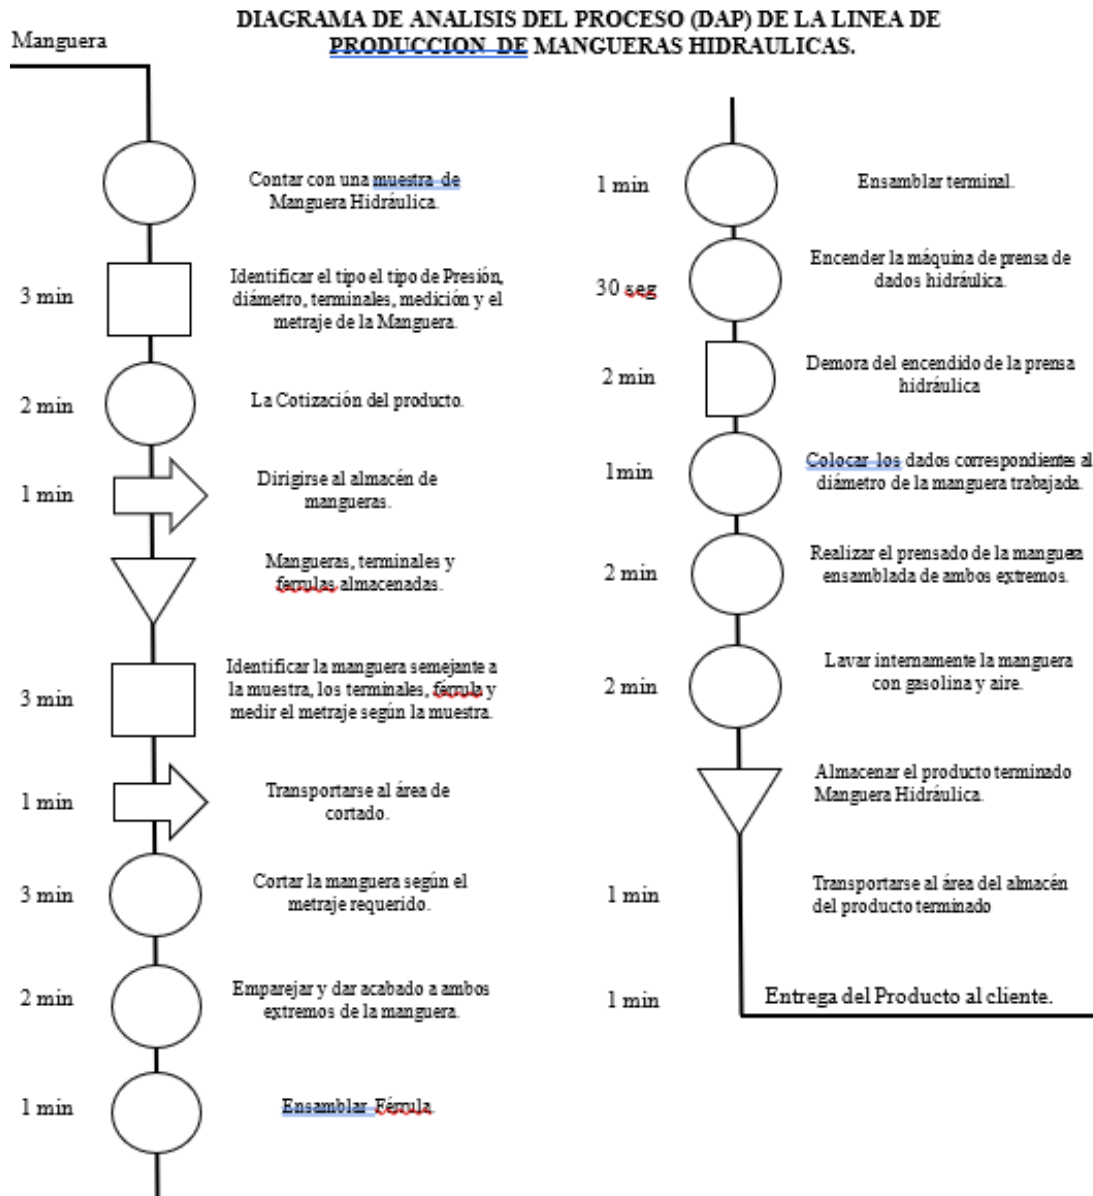 DIAGRAMA DE ANALISIS DEL PROCESO (DAP) DE LA LINEA DE
PRODUCCION DE MANGUERAS HIDRAULICAS.
Manguera
Contar con una muestra de
Manguera Hidráulica.
3 min
Identificar el tipo el tipo de Presión,
diámetro, terminales, medición y el
metraje de la Manguera.
2 min
La Cotización del producto.
1 min
Dirigirse al almacén de
mangueras.
Mangueras, terminales y
ferrulas almacenadas.
3 min
Identificar la manguera semejante a
la muestra, los terminales, férrula y
medir el metraje según la muestra.
1 min
Transportarse al área de
cortado.
3 min
Cortar la manguera según el
metraje requerido.
2 min
Emparejar y dar acabado a ambos
extremos de la manguera.
1 min
Ensamblar Férrula.
1 min
Ensamblar terminal.
30 seg
Encender la máquina de prensa de
dados hidráulica.
2 min
Demora del encendido de la prensa
hidráulica
1min
Colocar los dados correspondientes al
diámetro de la manguera trabajada.
2 min
Realizar el prensado de la manguera
ensamblada de ambos extremos.
2 min
Lavar internamente la manguera
con gasolina y aire.
Almacenar el producto terminado
Manguera Hidráulica.
1 min
Transportarse al área del almacén
del producto terminado
1 min
Entrega del Producto al cliente.